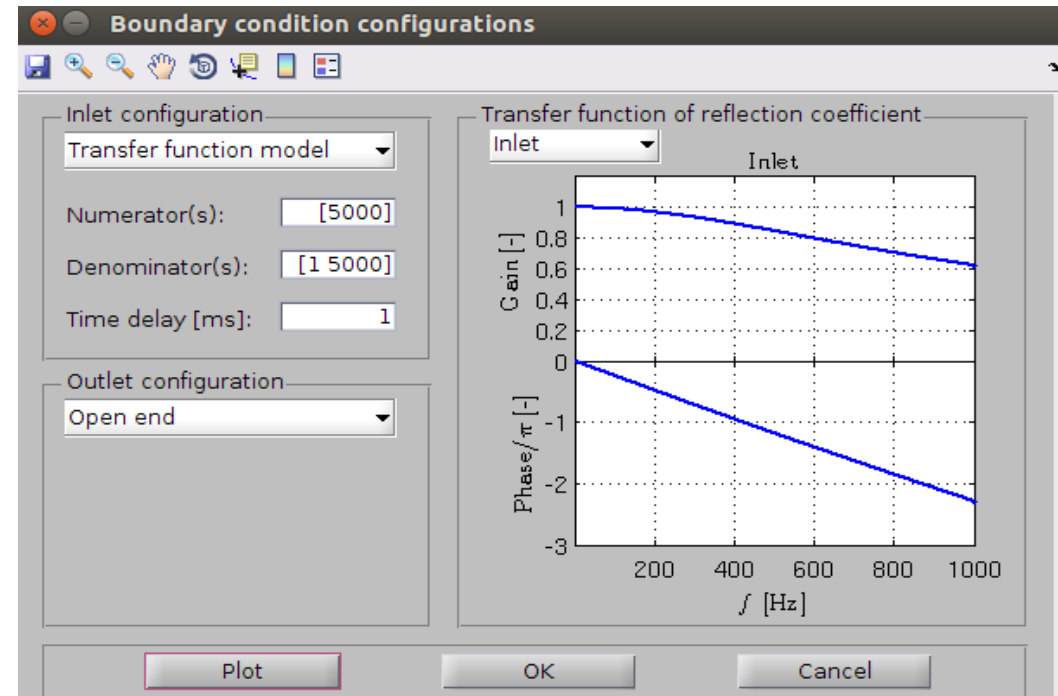 Boundary condition configurations
Inlet configuration
Transfer function model
Numerator(s): [5000]
Denominator(s): [1 5000]
Time delay [ms]: 1
Outlet configuration
Open end
Transfer function of reflection coefficient
Inlet
Inlet
Gain [-]
1
0.8
0.6
0.4
0.2
0
Phase/π [-]
-1
-2
-3
200 400 600 800 1000
f [Hz]
Plot OK Cancel